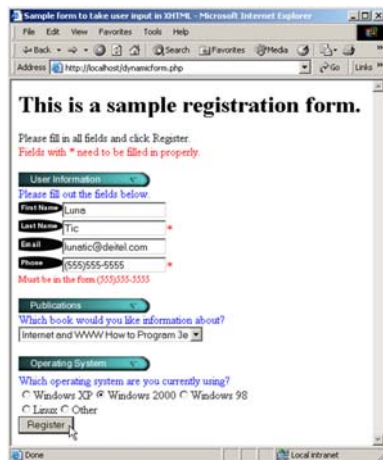 Sample form to take user input in XHTML - Microsoft Internet Explorer
File Edit View Favorites Tools Help
Back Search Favorites Media
Address http://localhost/dynamicform.php Go Links »
This is a sample registration form.
Please fill in all fields and click Register.
Fields with * need to be filled in properly.
User Information
Please fill out the fields below.
First Name Luna
Last Name Tic *
Email lunatic@deitel.com
Phone (555)555-5555 *
Must be in the form (555)555-5555
Publications
Which book would you like information about?
Internet and WWW How to Program 3e
Operating System
Which operating system are you currently using?
Windows XP Windows 2000 Windows 98
Linux Other
Register
Done Local intranet